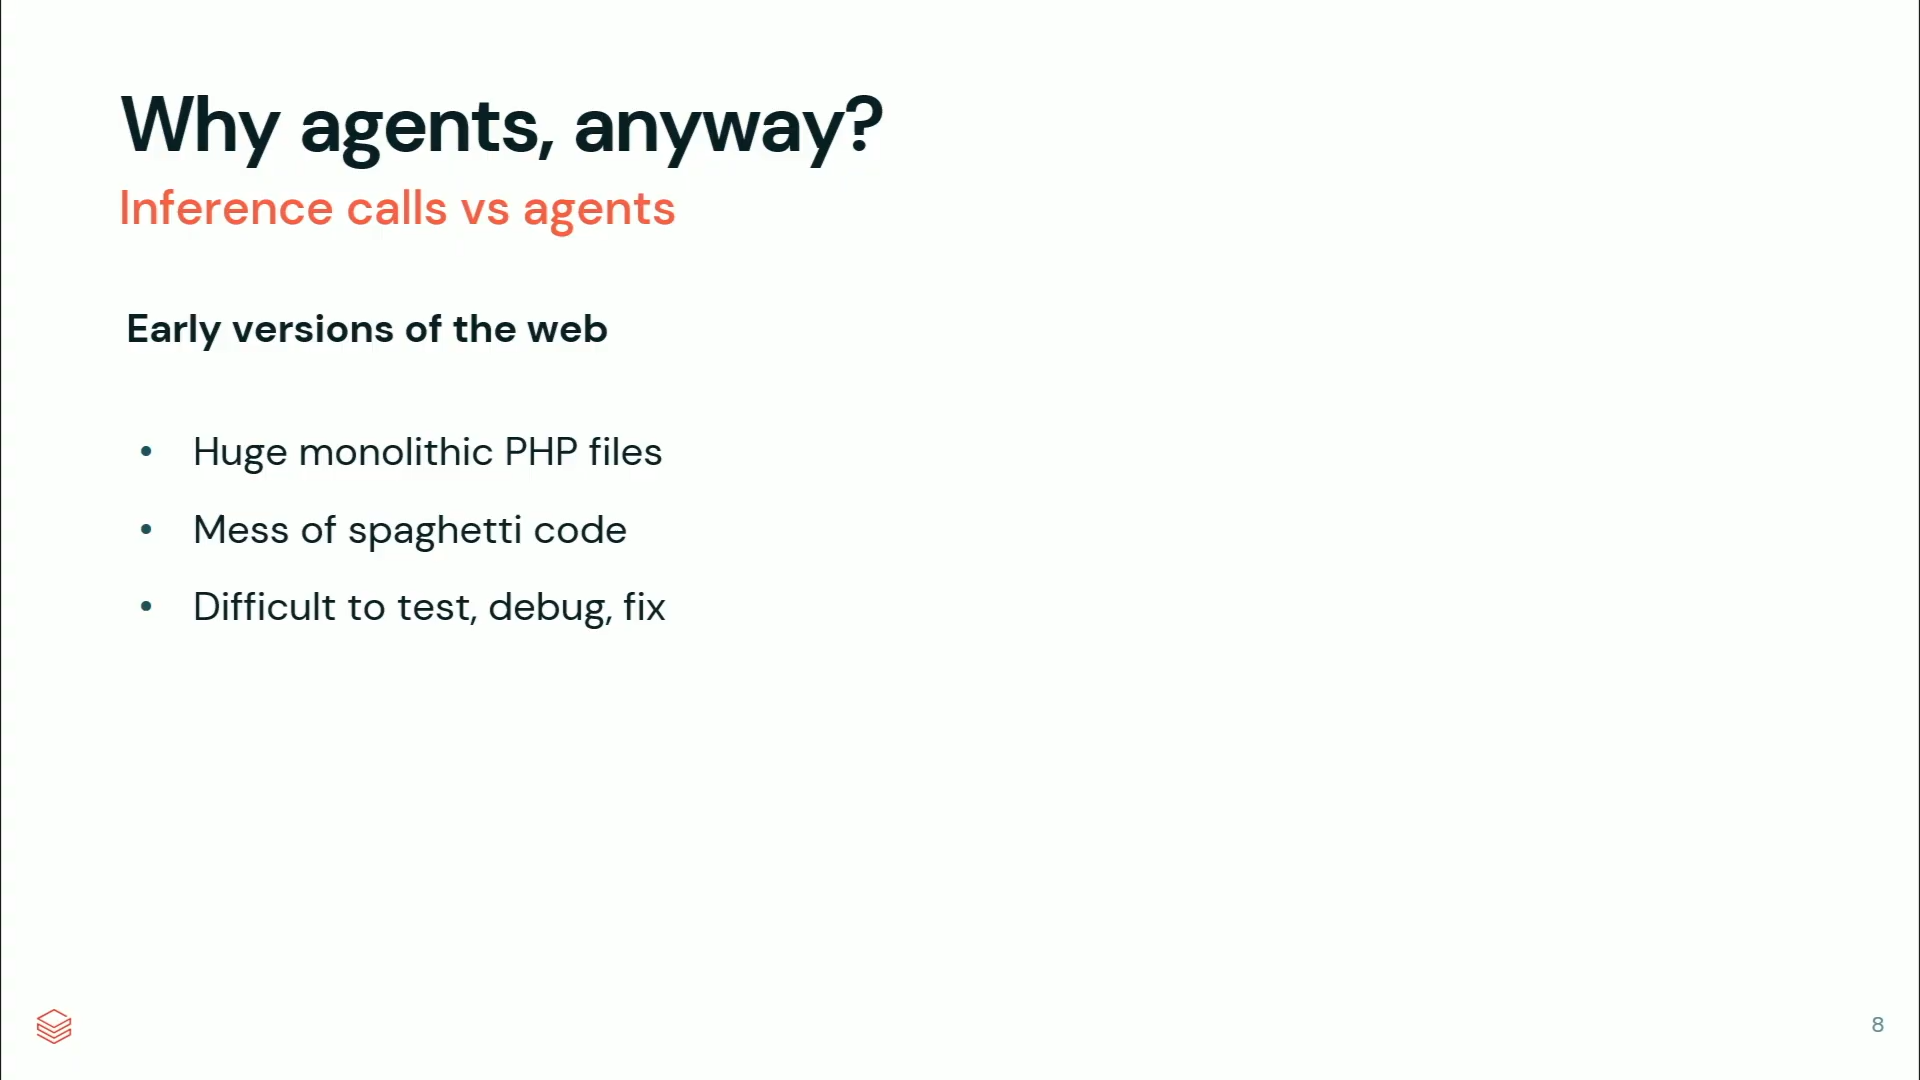 Why agents, anyway?
Inference calls vs agents
Early versions of the web
• Huge monolithic PHP files
• Mess of spaghetti code
• Difficult to test, debug, fix
8